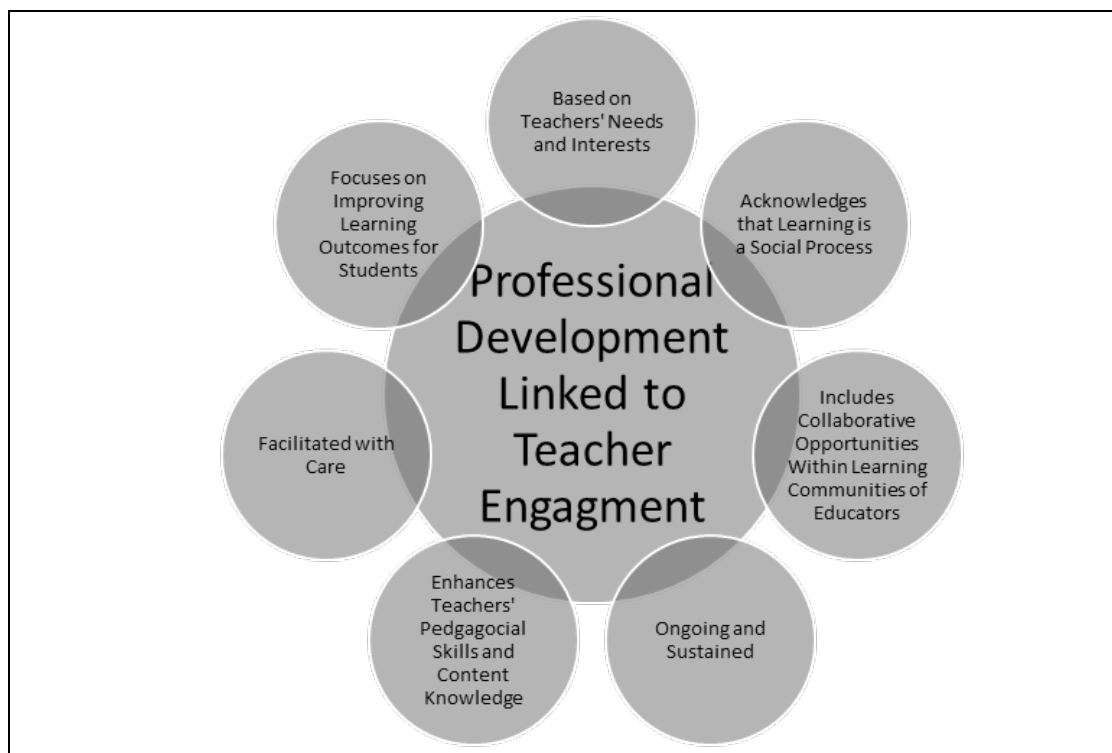 Based on
Teachers' Needs
and Interests
Acknowledges
that Learning is
a Social Process
Includes
Collaborative
Opportunities
Within Learning
Communities of
Educators
Ongoing and
Sustained
Enhances
Teachers'
Pedgagocial
Skills and
Content
Knowledge
Facilitated with
Care
Focuses on
Improving
Learning
Outcomes for
Students
Professional
Development
Linked to
Teacher
Engagment